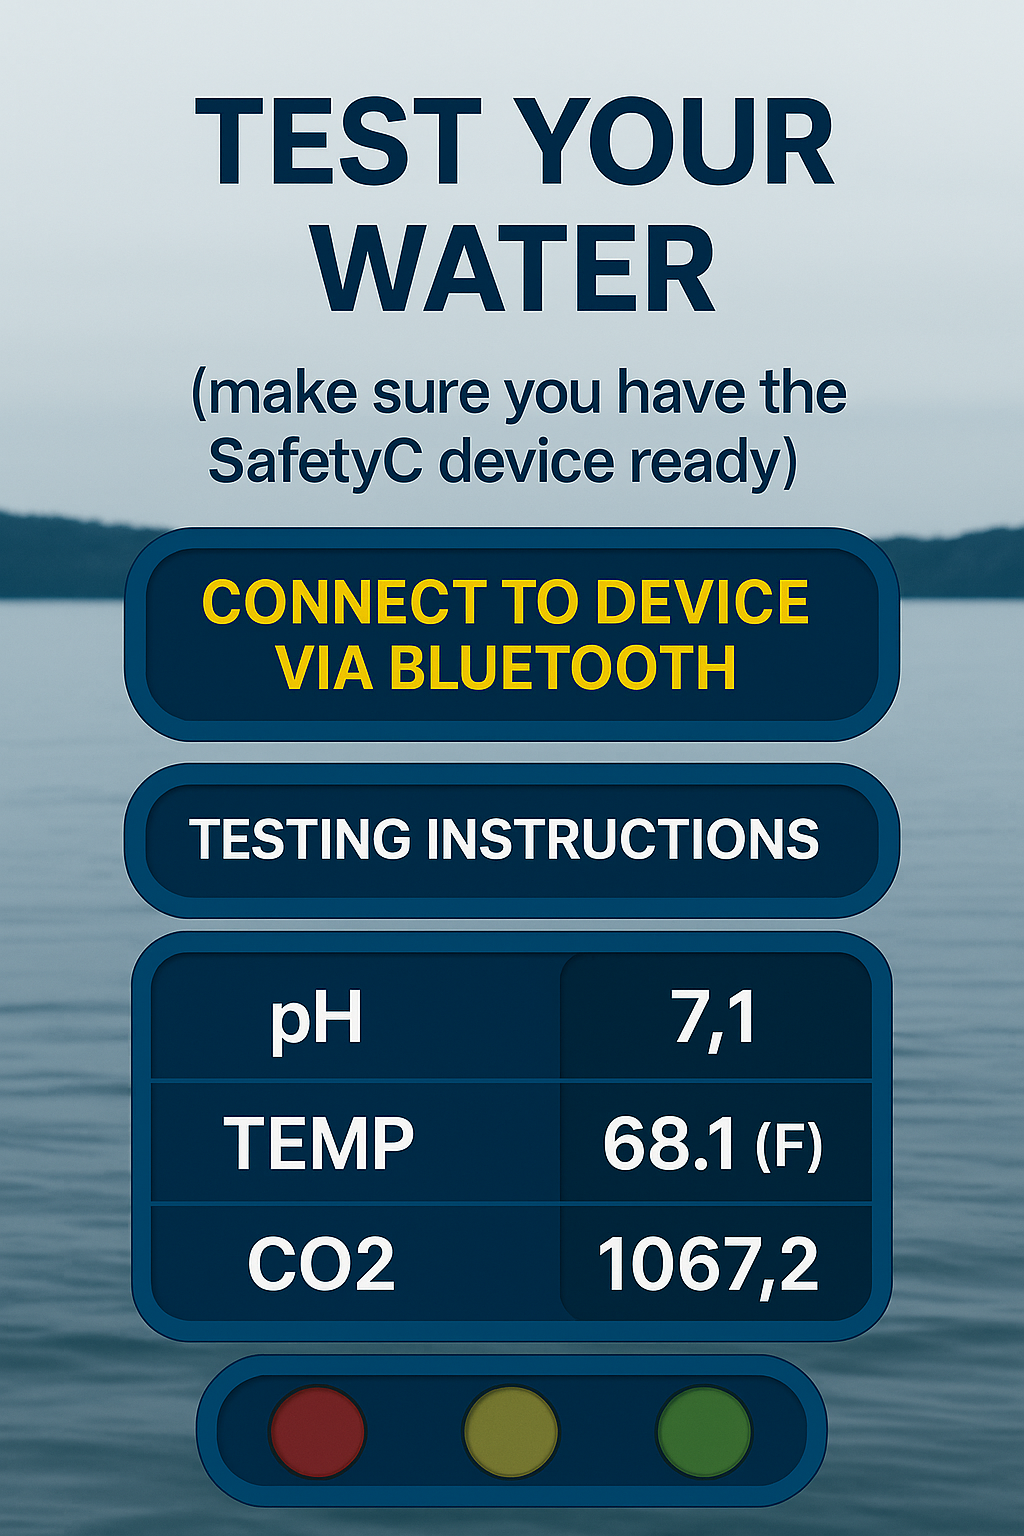 TEST YOUR
WATER
(make sure you have the
SafetyC device ready)
CONNECT TO DEVICE
VIA BLUETOOTH
TESTING INSTRUCTIONS
pH 7,1
TEMP 68.1 (F)
CO2 1067,2